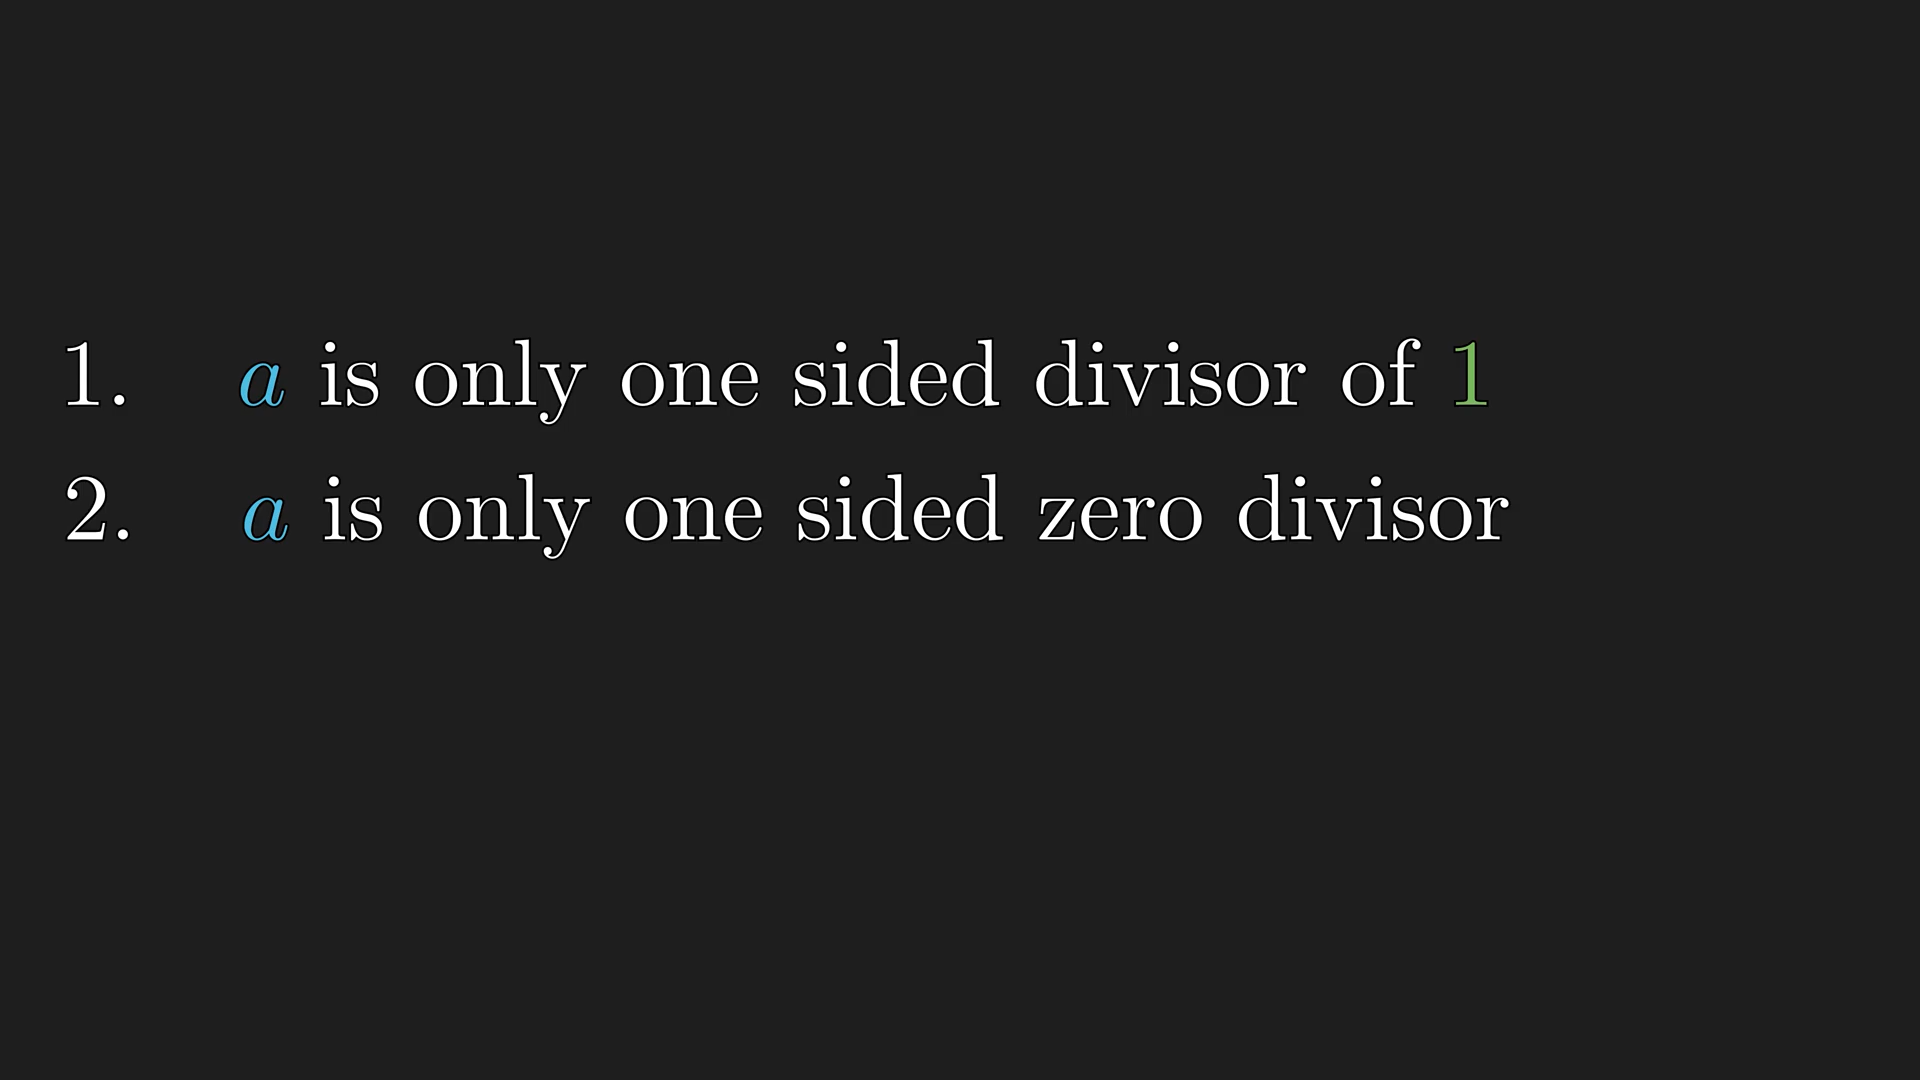 1. a is only one sided divisor of 1
2. a is only one sided zero divisor